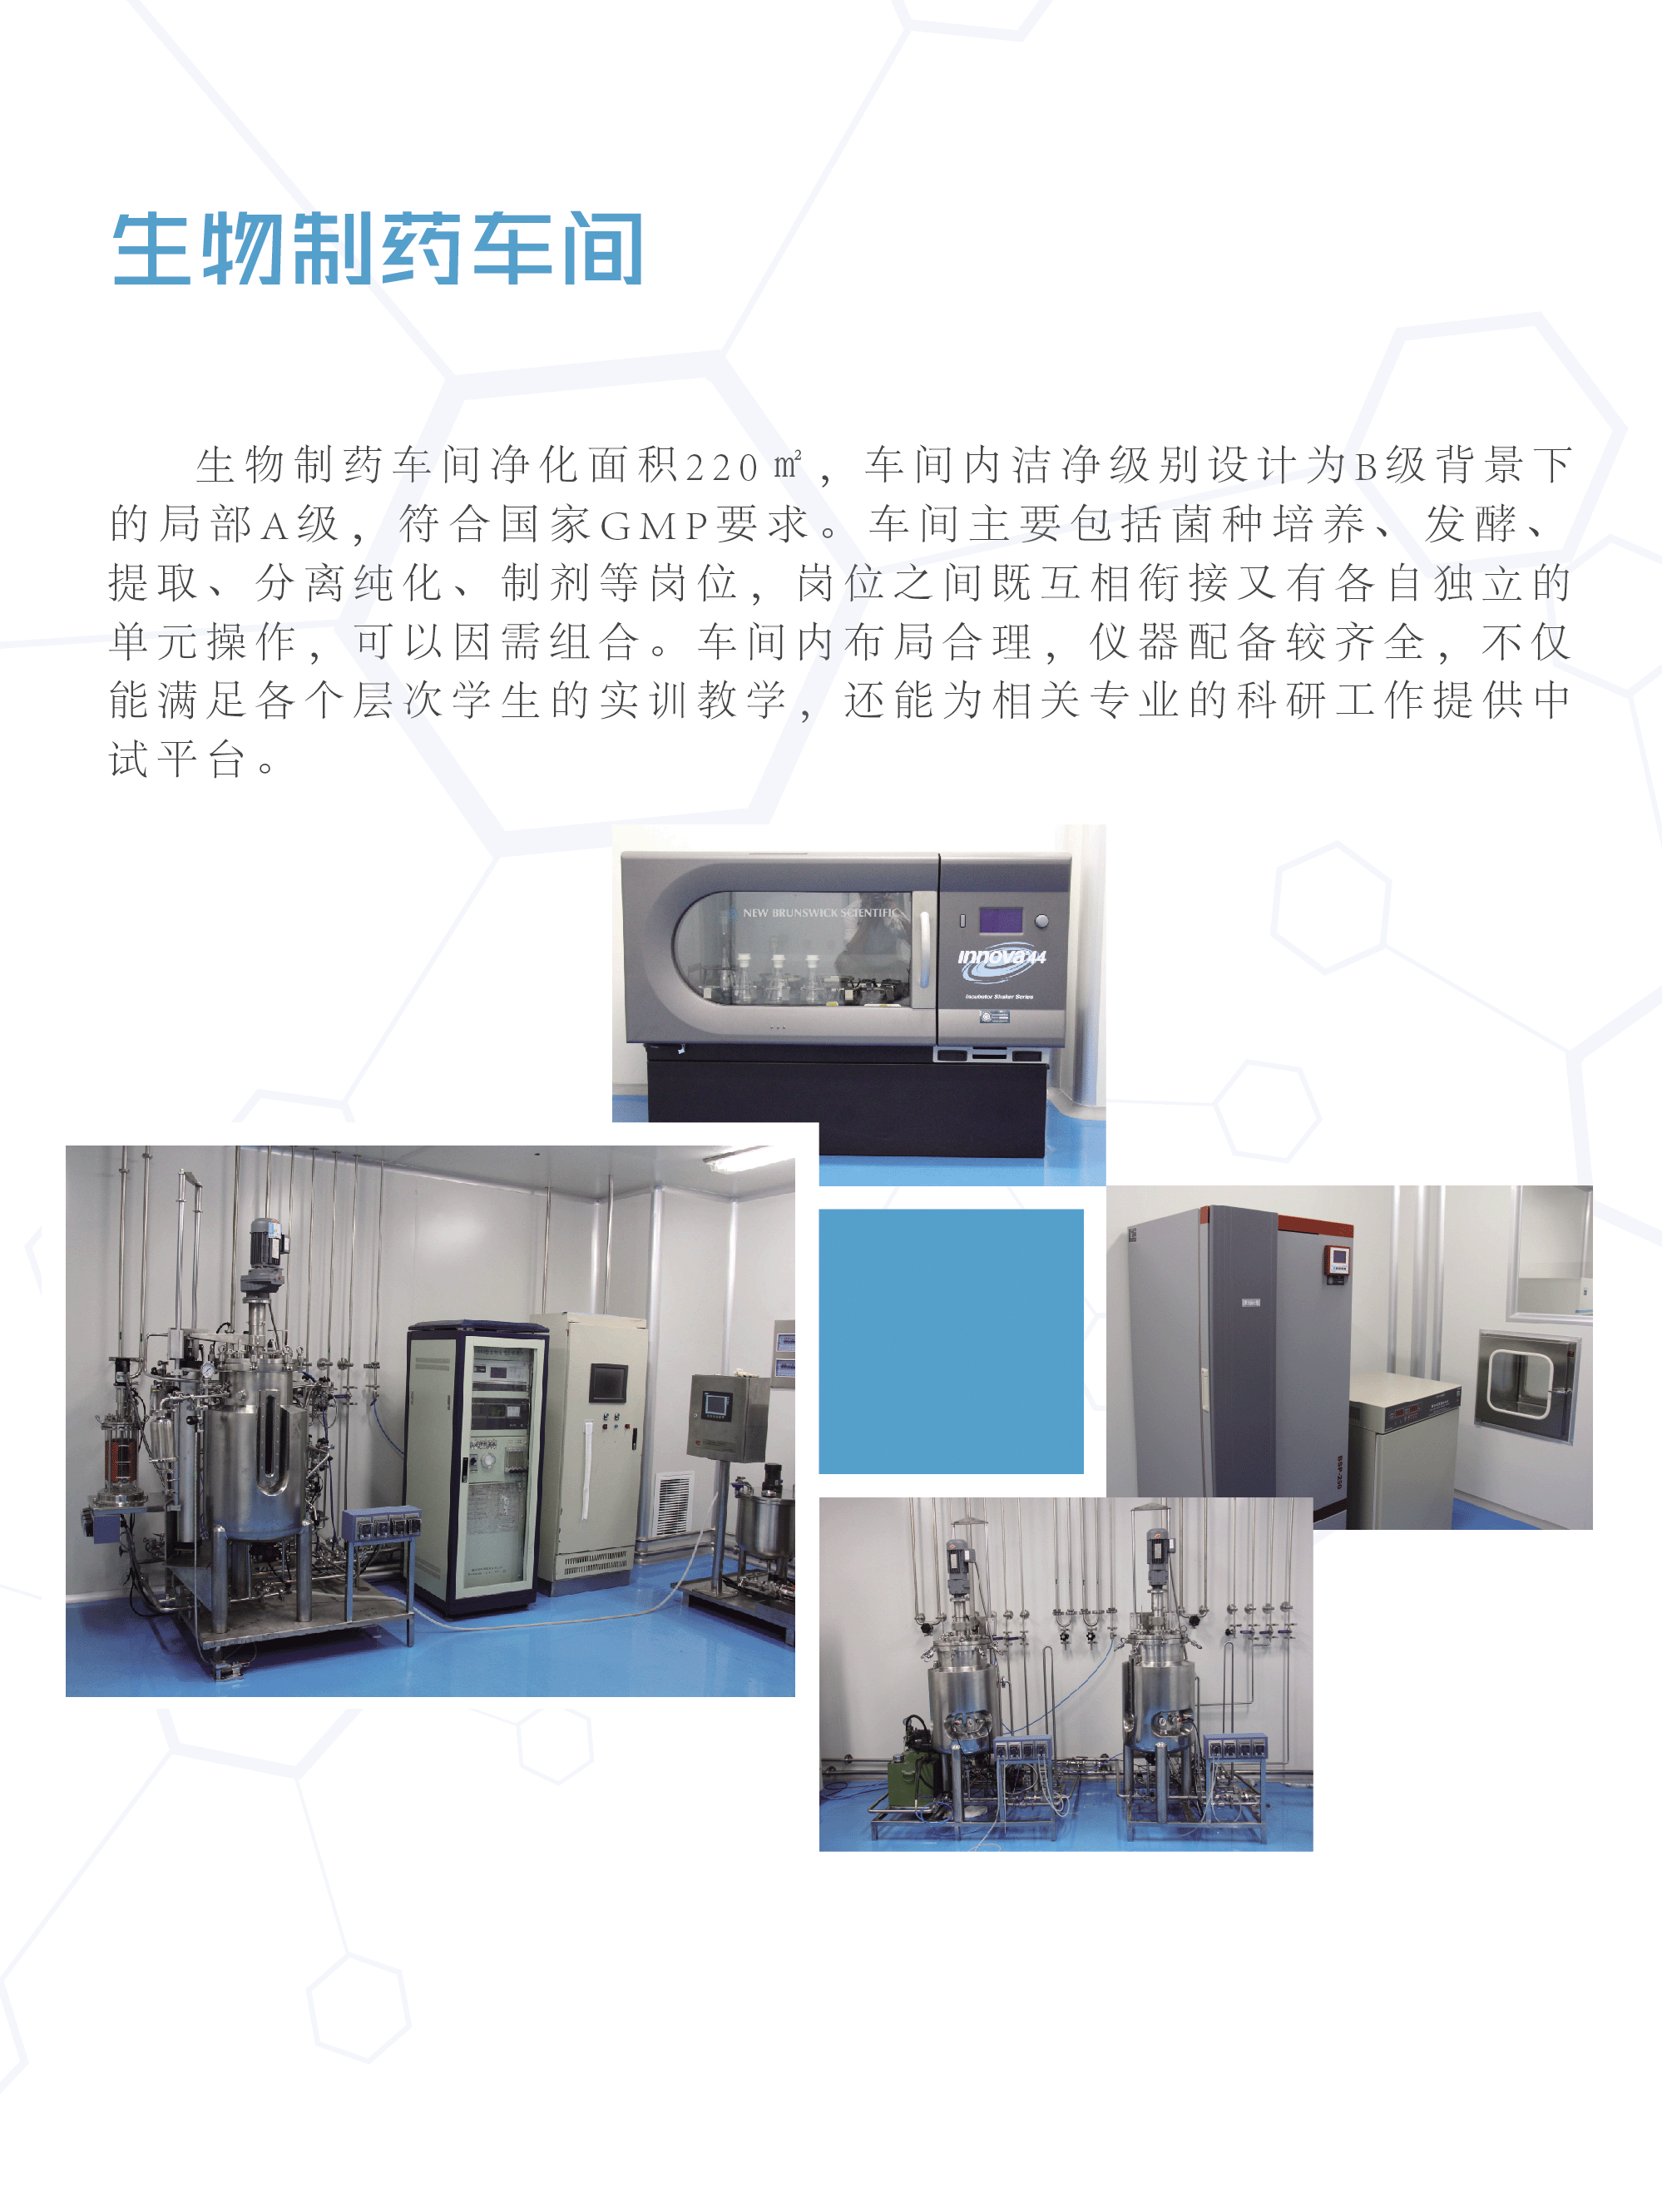 生物制药车间
生物制药车间净化面积220㎡，车间内洁净级别设计为B级背景下
的局部A级，符合国家GMP要求。车间主要包括菌种培养、发酵、
提取、分离纯化、制剂等岗位，岗位之间既互相衔接又有各自独立的
单元操作，可以因需组合。车间内布局合理，仪器配备较齐全，不仅
能满足各个层次学生的实训教学，还能为相关专业的科研工作提供中
试平台。
NEW BRUNSWICK SCIENTIFIC
innova 44
Incubator Shaker Series
BSP-250